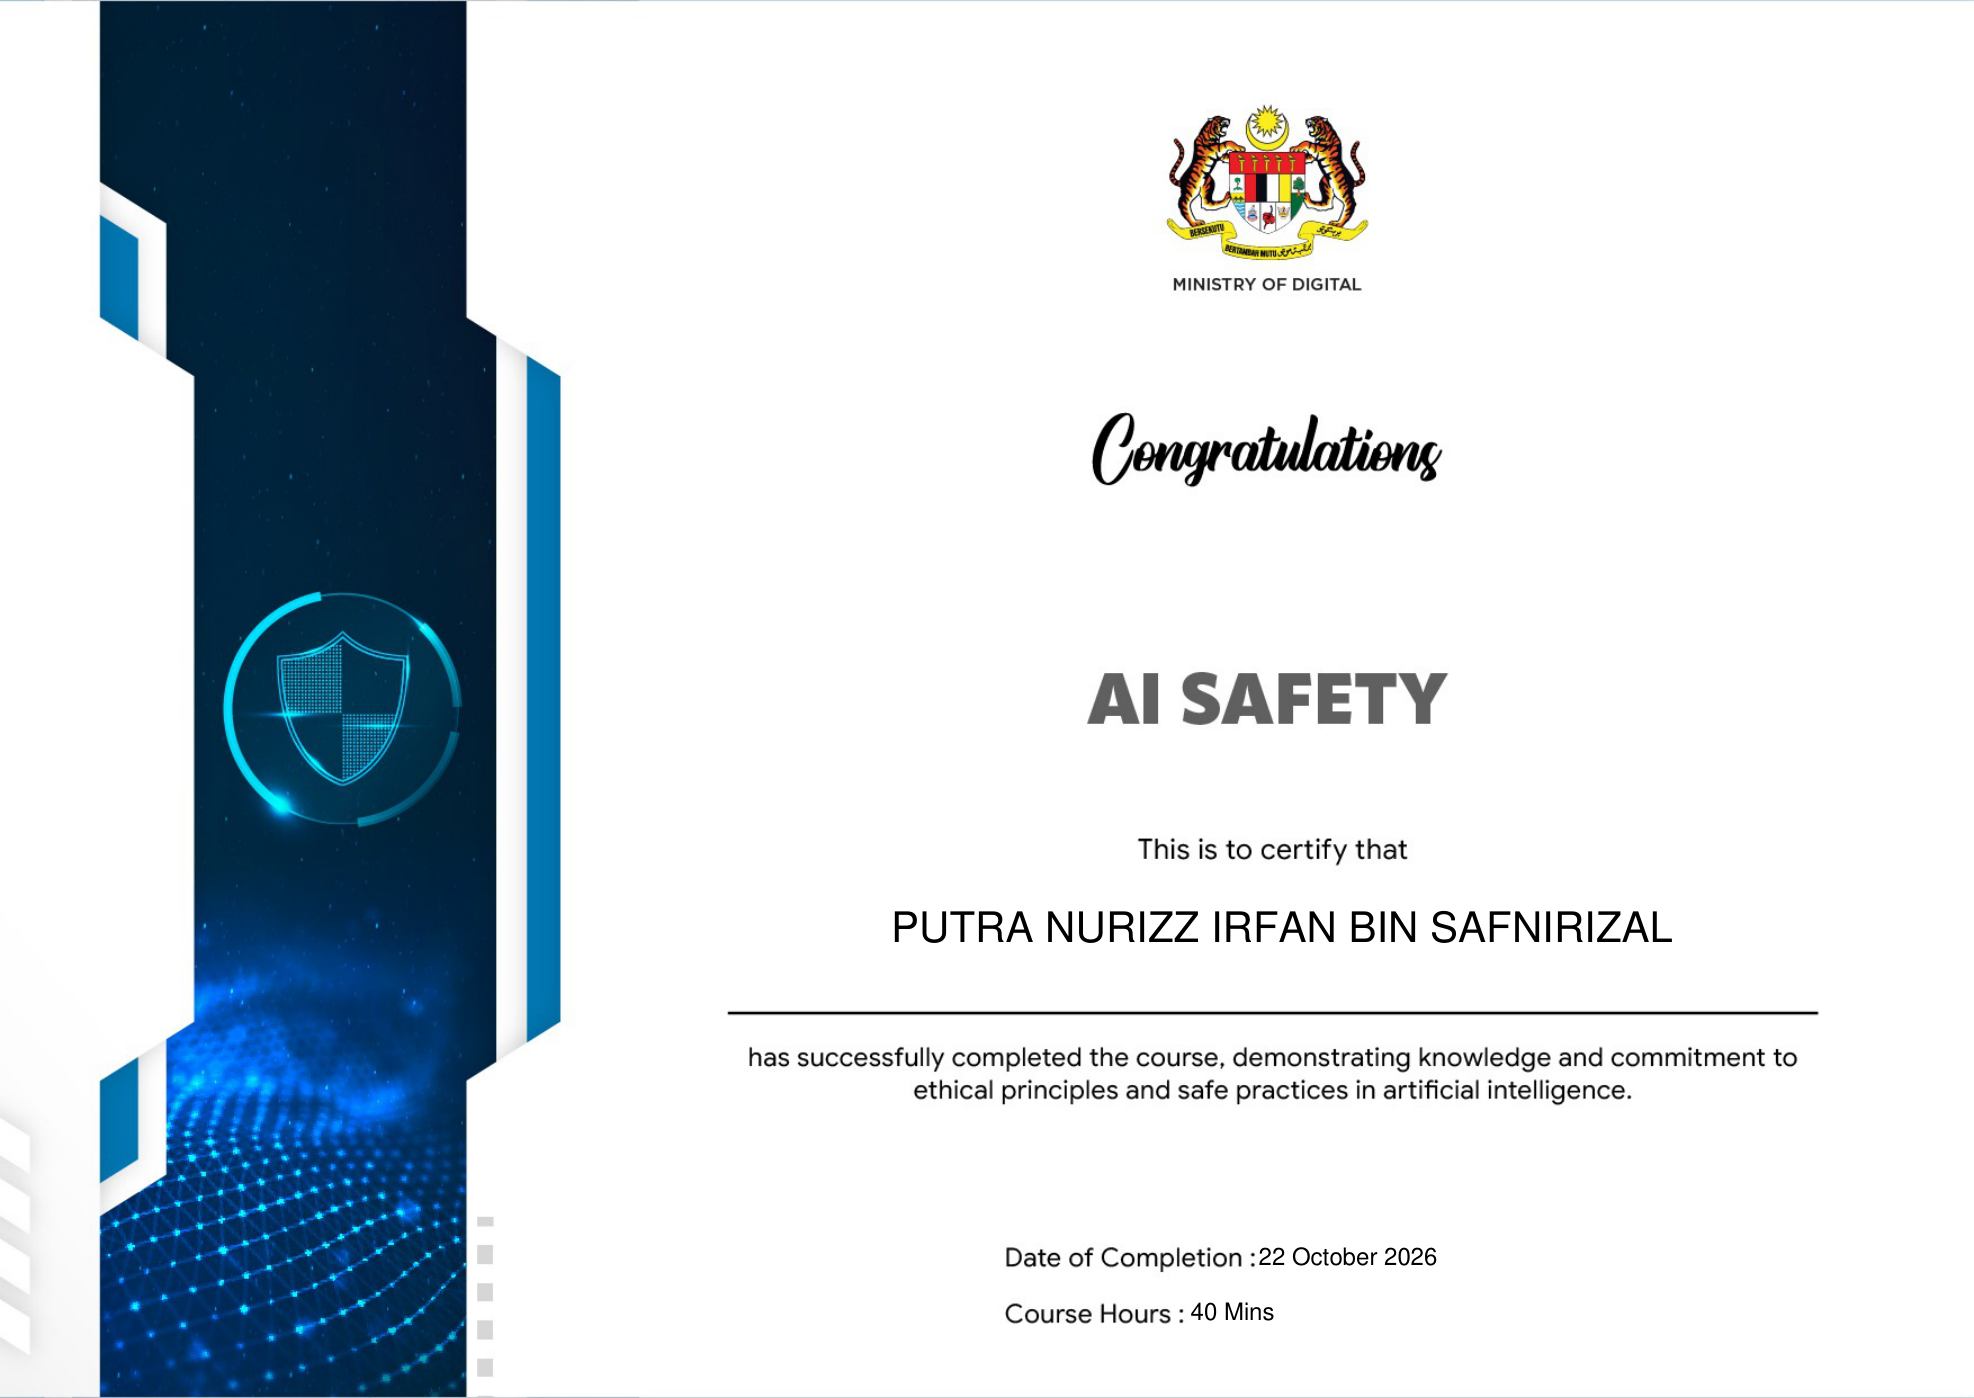 BERSEKUTU
BERTAMBAH MUTU
MINISTRY OF DIGITAL
Congratulations
AI SAFETY
This is to certify that
PUTRA NURIZZ IRFAN BIN SAFNIRIZAL
has successfully completed the course, demonstrating knowledge and commitment to
ethical principles and safe practices in artificial intelligence.
Date of Completion :22 October 2026
Course Hours : 40 Mins